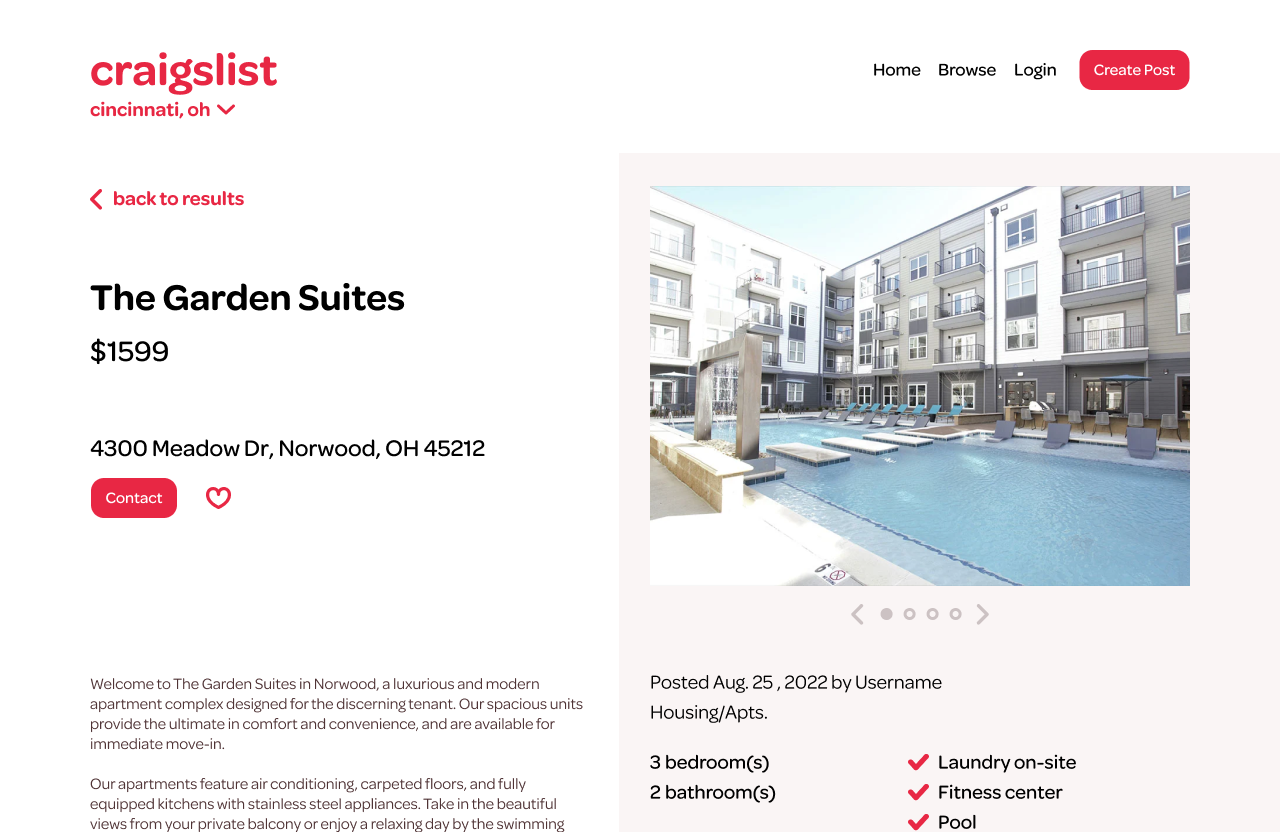 craigslist
cincinnati, oh
Home Browse Login Create Post
back to results
The Garden Suites
$1599
4300 Meadow Dr, Norwood, OH 45212
Contact
Welcome to The Garden Suites in Norwood, a luxurious and modern
apartment complex designed for the discerning tenant. Our spacious units
provide the ultimate in comfort and convenience, and are available for
immediate move-in.
Our apartments feature air conditioning, carpeted floors, and fully
equipped kitchens with stainless steel appliances. Take in the beautiful
views from your private balcony or enjoy a relaxing day by the swimming
6
Posted Aug. 25 , 2022 by Username
Housing/Apts.
3 bedroom(s)
2 bathroom(s)
Laundry on-site
Fitness center
Pool